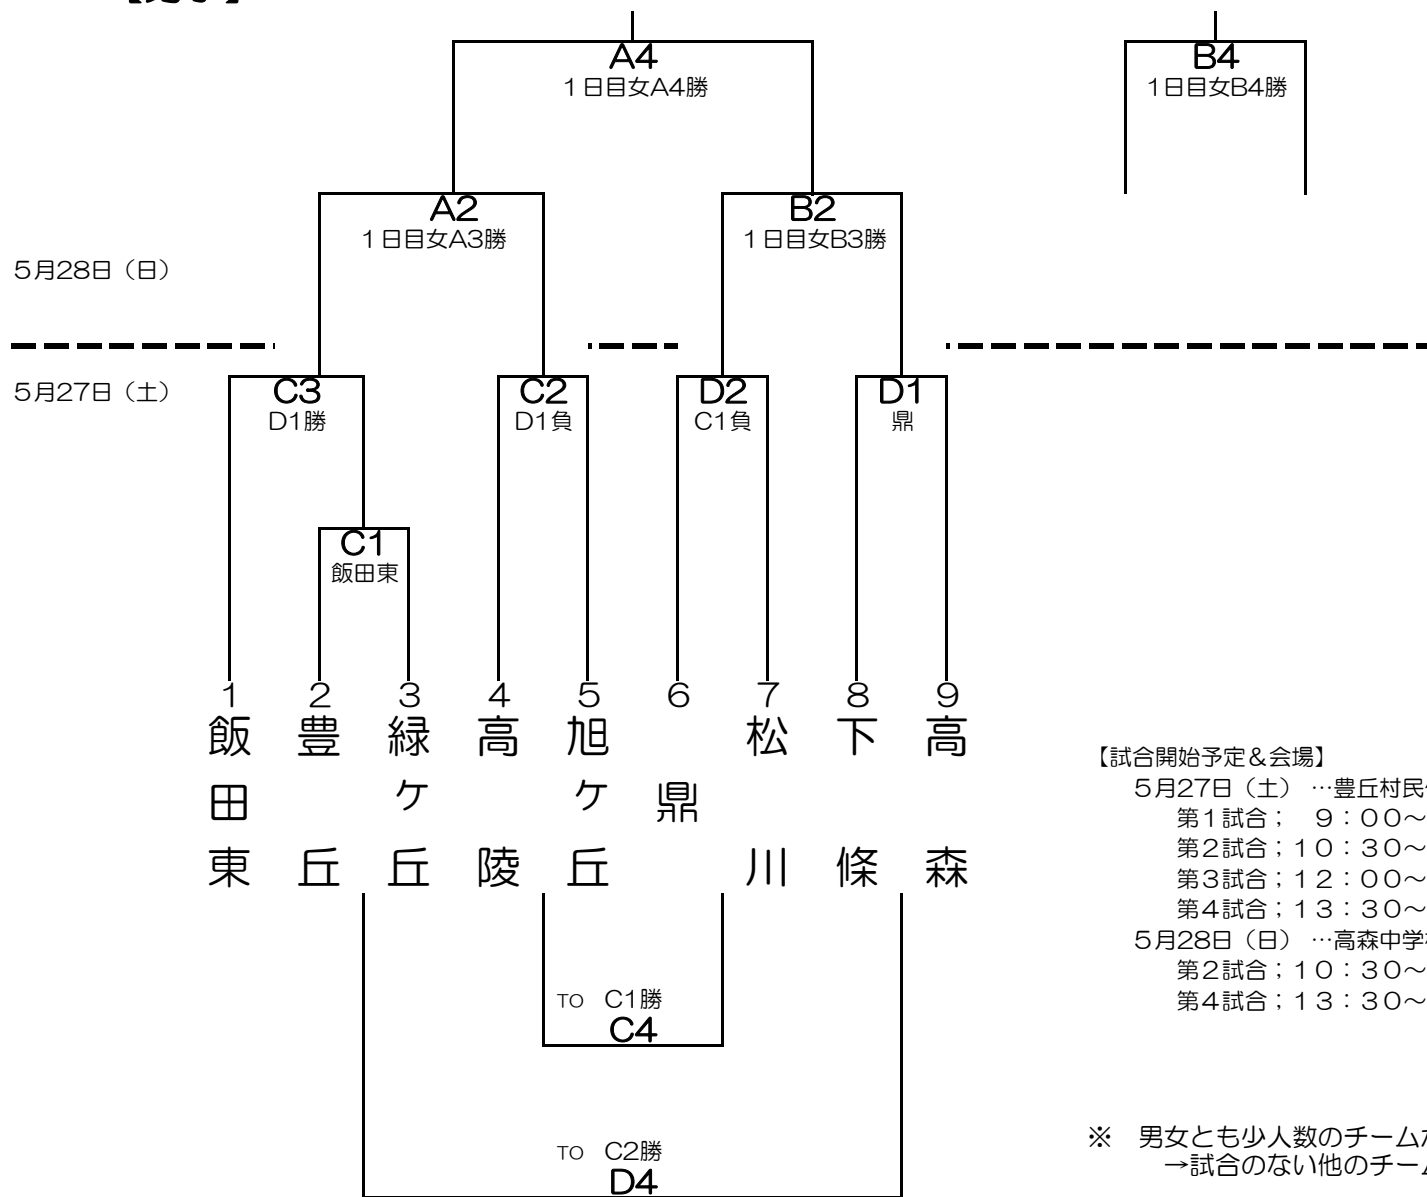 A4
1日目女A4勝
B4
1日目女B4勝
A2
1日目女A3勝
B2
1日目女B3勝
5月28日（日）
5月27日（土）
C3
D1勝
C2
D1負
D2
C1負
D1
鼎
C1
飯田東
1 2 3 4 5 6 7 8 9
飯田東
豊丘
緑ケ丘
高陵
旭ケ丘
鼎
松川
下條
高森
【試合開始予定＆会場】
5月27日（土）…豊丘村民
第1試合； 9：00～
第2試合；10：30～
第3試合；12：00～
第4試合；13：30～
5月28日（日）…高森中学
第2試合；10：30～
第4試合；13：30～
TO C1勝
C4
TO C2勝
D4
※ 男女とも少人数のチーム
→試合のない他のチーム